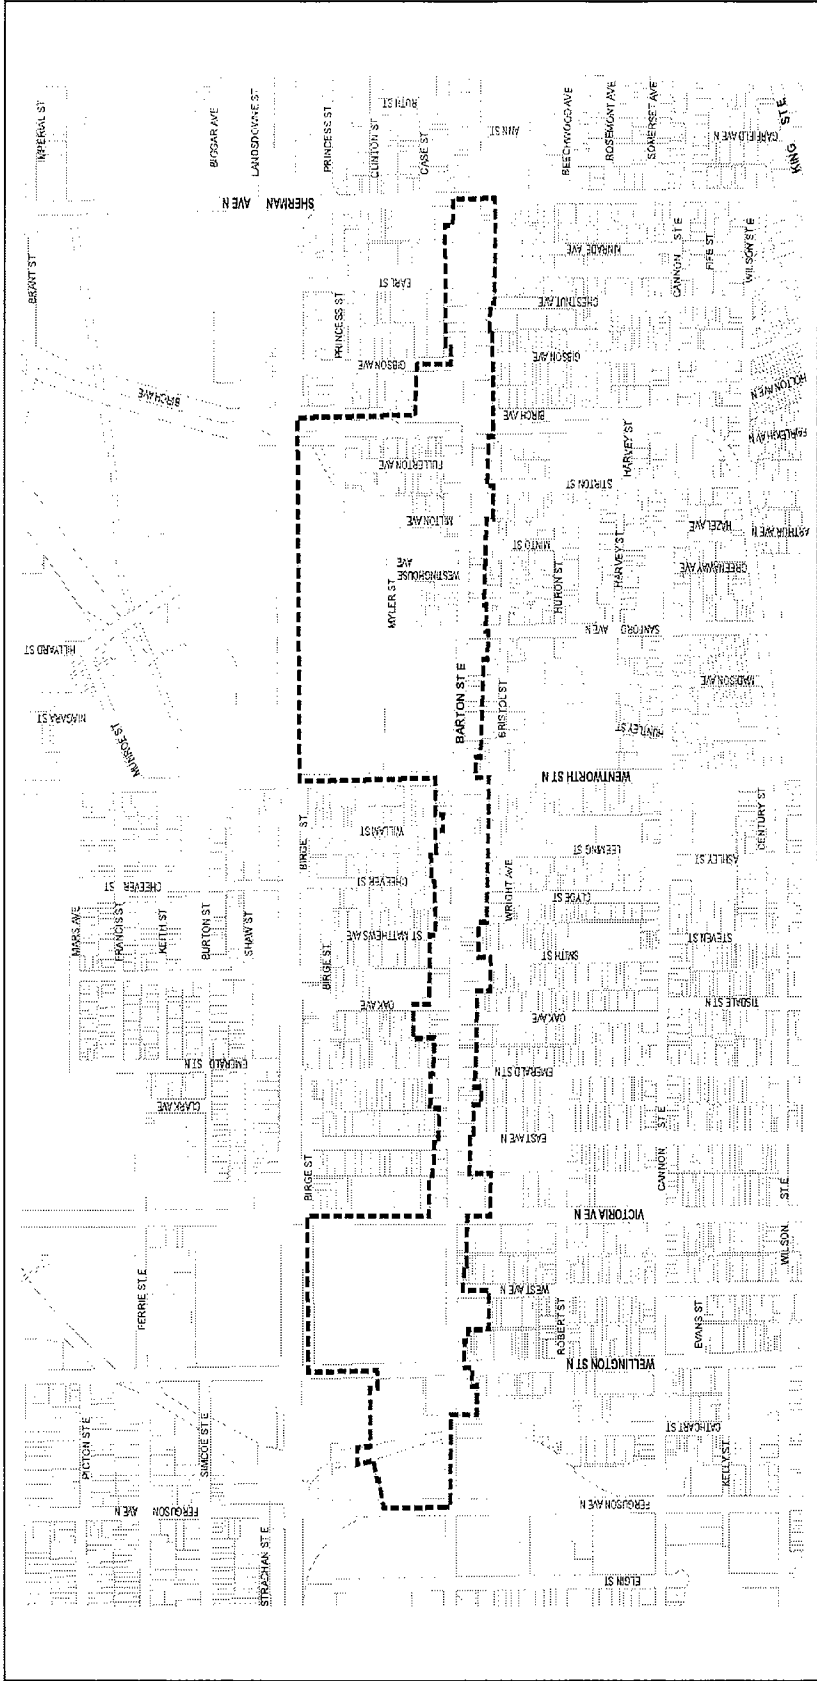 IMPERIAL ST
BRANT ST
BIGGAR AVE
LANDSDOWNE ST
PRINCESS ST
CLINTON ST
CASE ST
RUTH ST
ANN ST
BEECHWOOD AVE
ROSEMONT AVE
SOMERSET AVE
GARFIELD AVE N
KING ST E
SHERMAN AVE N
EARL ST
PRINCESS ST
GIBSON AVE
BIRCH AVE
KINRADE AVE
CHESTNUT AVE
GIBSON AVE
BIRCH AVE
CANNON ST E
FIFE ST
WILSON ST E
HOLTON AVE N
FAIRLEIGH AV N
ARTHUR AVE N
FULLERTON AVE
MILTON AVE
WESTINGHOUSE
AVE
MYLER ST
STIRTON ST
HARVEY ST
MINTO ST
HURON ST
HARVEY ST
HAZEL AVE
GREENAWAY AVE
SANFORD AVE N
MADISON AVE
HILLYARD ST
NIAGARA ST
MUNROE ST
BARTON ST E
BRISTOL ST
HUNTLEY ST
WENTWORTH ST N
BIRGE ST
WILLIAM ST
CHEEVER ST
ST MATTHEWS AVE
BIRGE ST
OAK AVE
CHEEVER ST
MARS AVE
FRANCIS ST
KEITH ST
BURTON ST
SHAW ST
LEEMING ST
WRIGHT AVE
CLYDE ST
SMITH ST
CENTURY ST
ASHLEY ST
STEVEN ST
TISDALE ST N
OAK AVE
EMERALD ST N
EMERALD ST N
CLARK AVE
EAST AVE N
BIRGE ST
CANNON ST E
VICTORIA AVE N
WILSON ST E
FERRIE ST E
WEST AVE N
ROBERT ST
EVANS ST
WELLINGTON ST N
PICTON ST E
SIMCOE ST E
CATHCART ST
KELLY ST
FERGUSON AVE N
FERGUSON AVE N
STRACHAN ST E
ELGIN ST